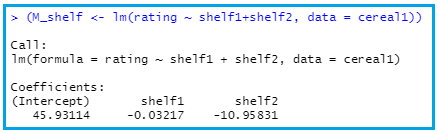 > (M_shelf <- lm(rating ~ shelf1+shelf2, data = cereal1))
Call:
lm(formula = rating ~ shelf1 + shelf2, data = cereal1)
Coefficients:
(Intercept) shelf1 shelf2
45.93114 -0.03217 -10.95831